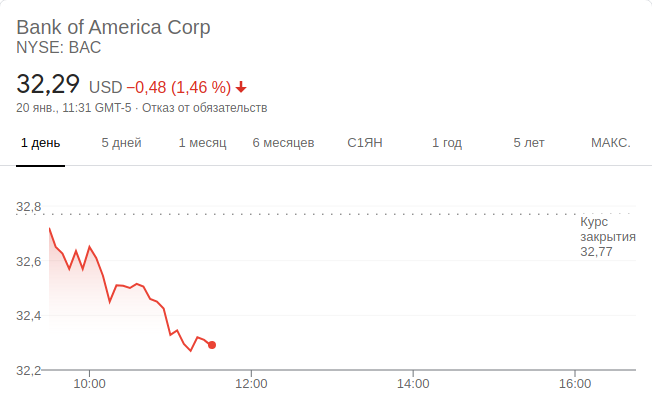 Bank of America Corp
NYSE: BAC
32,29 USD −0,48 (1,46 %)
20 янв., 11:31 GMT-5 · Отказ от обязательств
1 день 5 дней 1 месяц 6 месяцев С1ЯН 1 год 5 лет МАКС.
32,8
Курс
закрытия
32,77
32,6
32,4
32,2
10:00 12:00 14:00 16:00